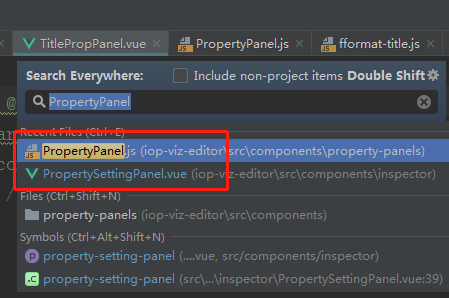 TitlePropPanel.vue PropertyPanel.js fformat-title.js
Search Everywhere: Include non-project items Double Shift
PropertyPanel
Recent Files (Ctrl+E)
PropertyPanel.js (iop-viz-editor\src\components\property-panels)
PropertySettingPanel.vue (iop-viz-editor\src\components\inspector)
Files (Ctrl+Shift+N)
property-panels (iop-viz-editor\src\components)
Symbols (Ctrl+Alt+Shift+N)
property-setting-panel (....vue, src/components/inspector)
property-setting-panel (src\...\inspector\PropertySettingPanel.vue:39)